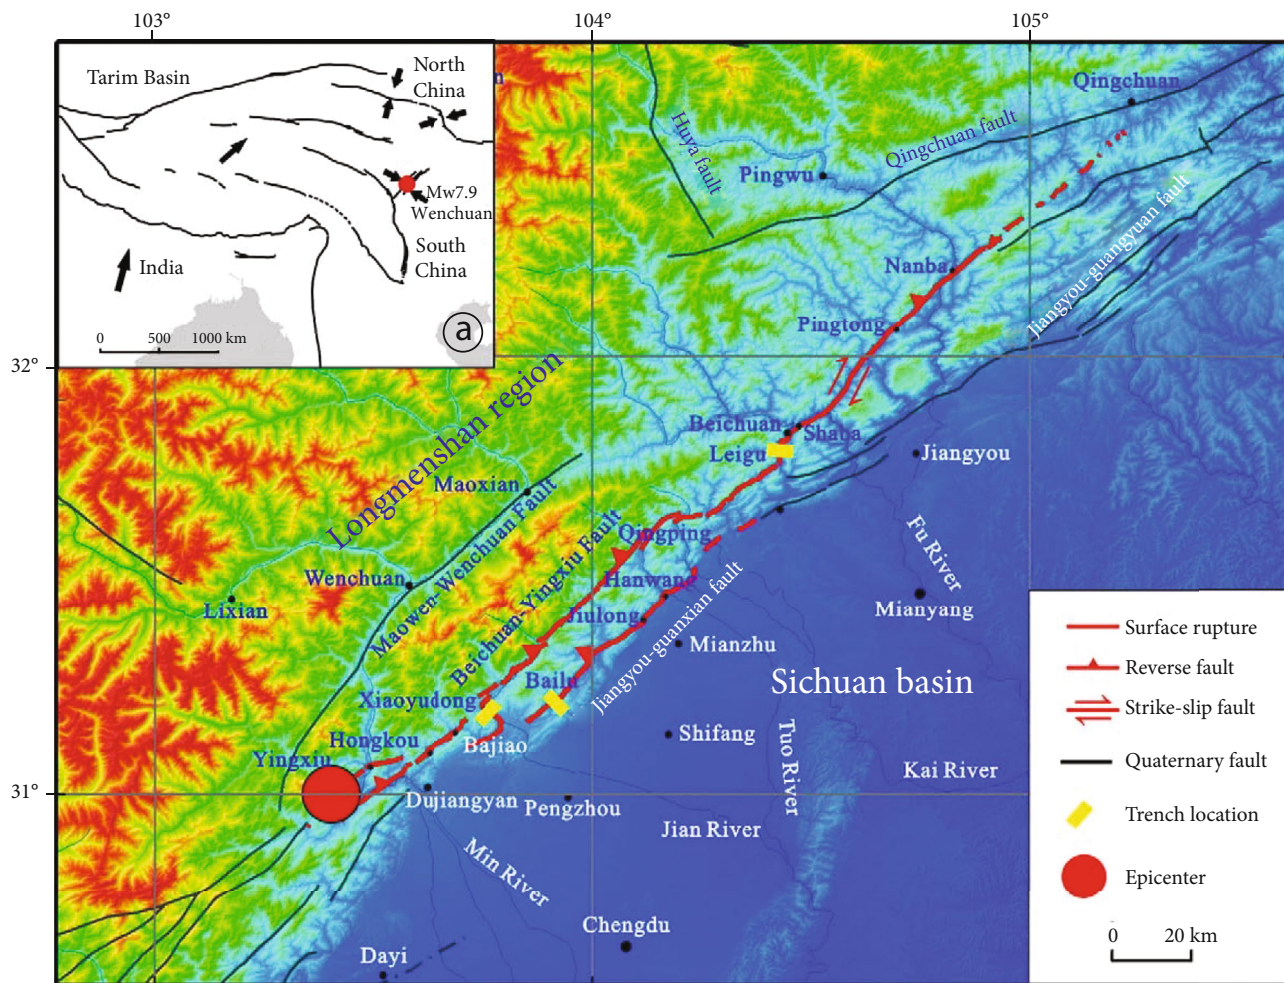 103°
104°
105°
32°
31°
Tarim Basin
North
China
Mw7.9
Wenchuan
South
China
India
0 500 1000 km
a
n
Qingchuan
Huya fault
Qingchuan fault
Pingwu
Nanba
Jiangyou-guangyuan fault
Pingtong
Longmenshan region
Beichuan
Shaba
Leigu
Jiangyou
Maoxian
Maowen-Wenchuan Fault
Beichuan-Yingxiu Fault
Qingping
Fu River
Wenchuan
Hanwang
Lixian
Jiulong
Mianyang
Jiangyou-guanxian fault
Mianzhu
Bailu
Sichuan basin
Xiaoyudong
Hongkou
Bajiao
Shifang
Yingxiu
Tuo River
Kai River
Dujiangyan
Pengzhou
Jian River
Min River
Chengdu
Dayi
Surface rupture
Reverse fault
Strike-slip fault
Quaternary fault
Trench location
Epicenter
0 20 km